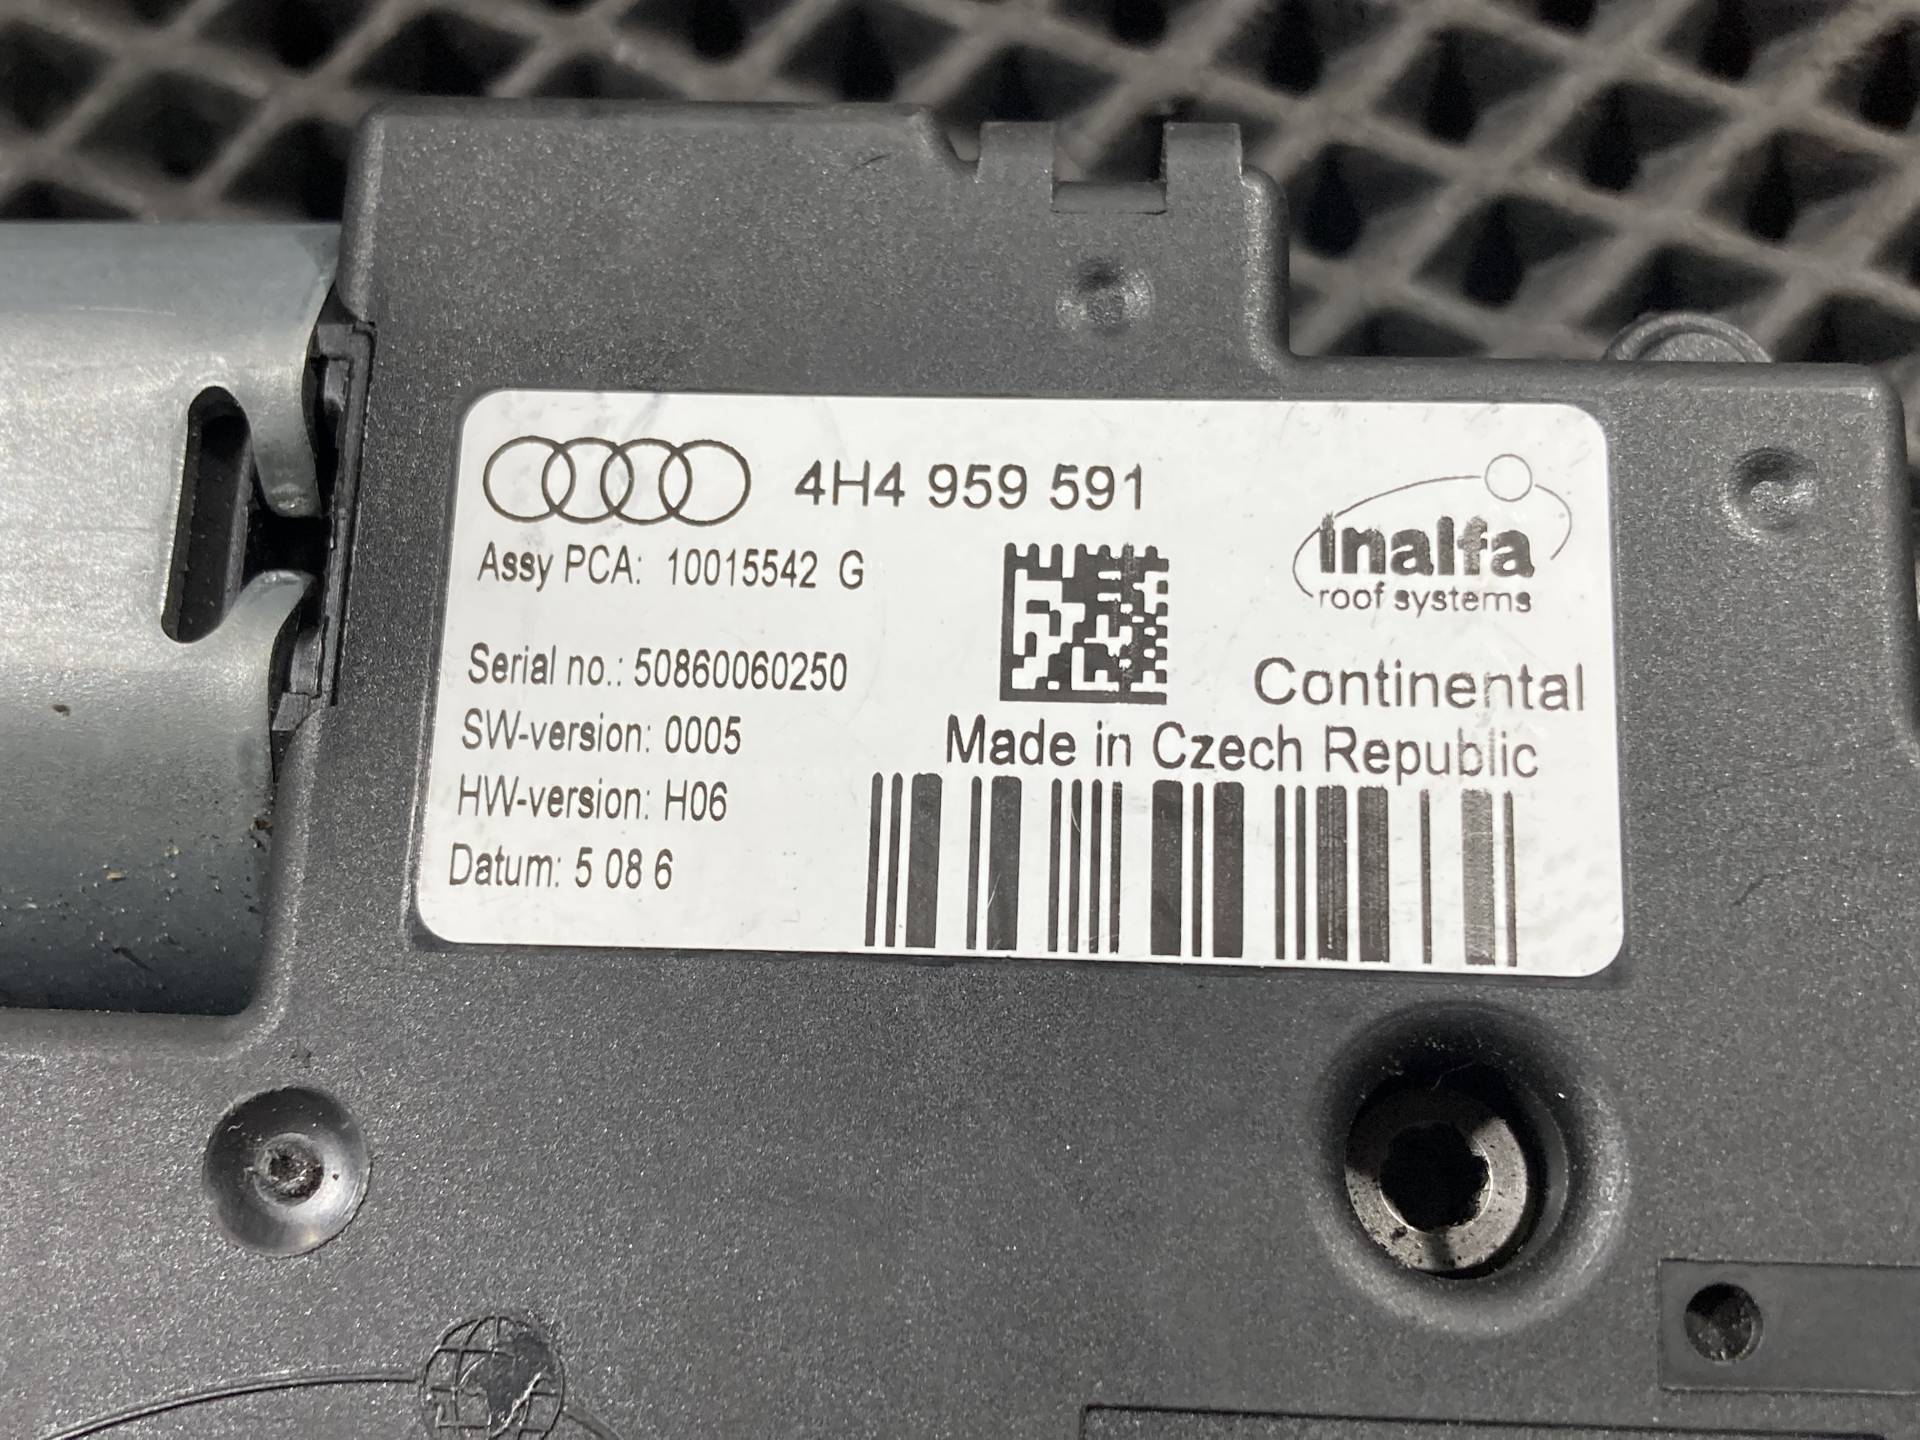 4H4 959 591
Assy PCA: 10015542 G
inalfa
roof systems
Serial no.: 50860060250
Continental
SW-version: 0005
Made in Czech Republic
HW-version: H06
Datum: 5 08 6